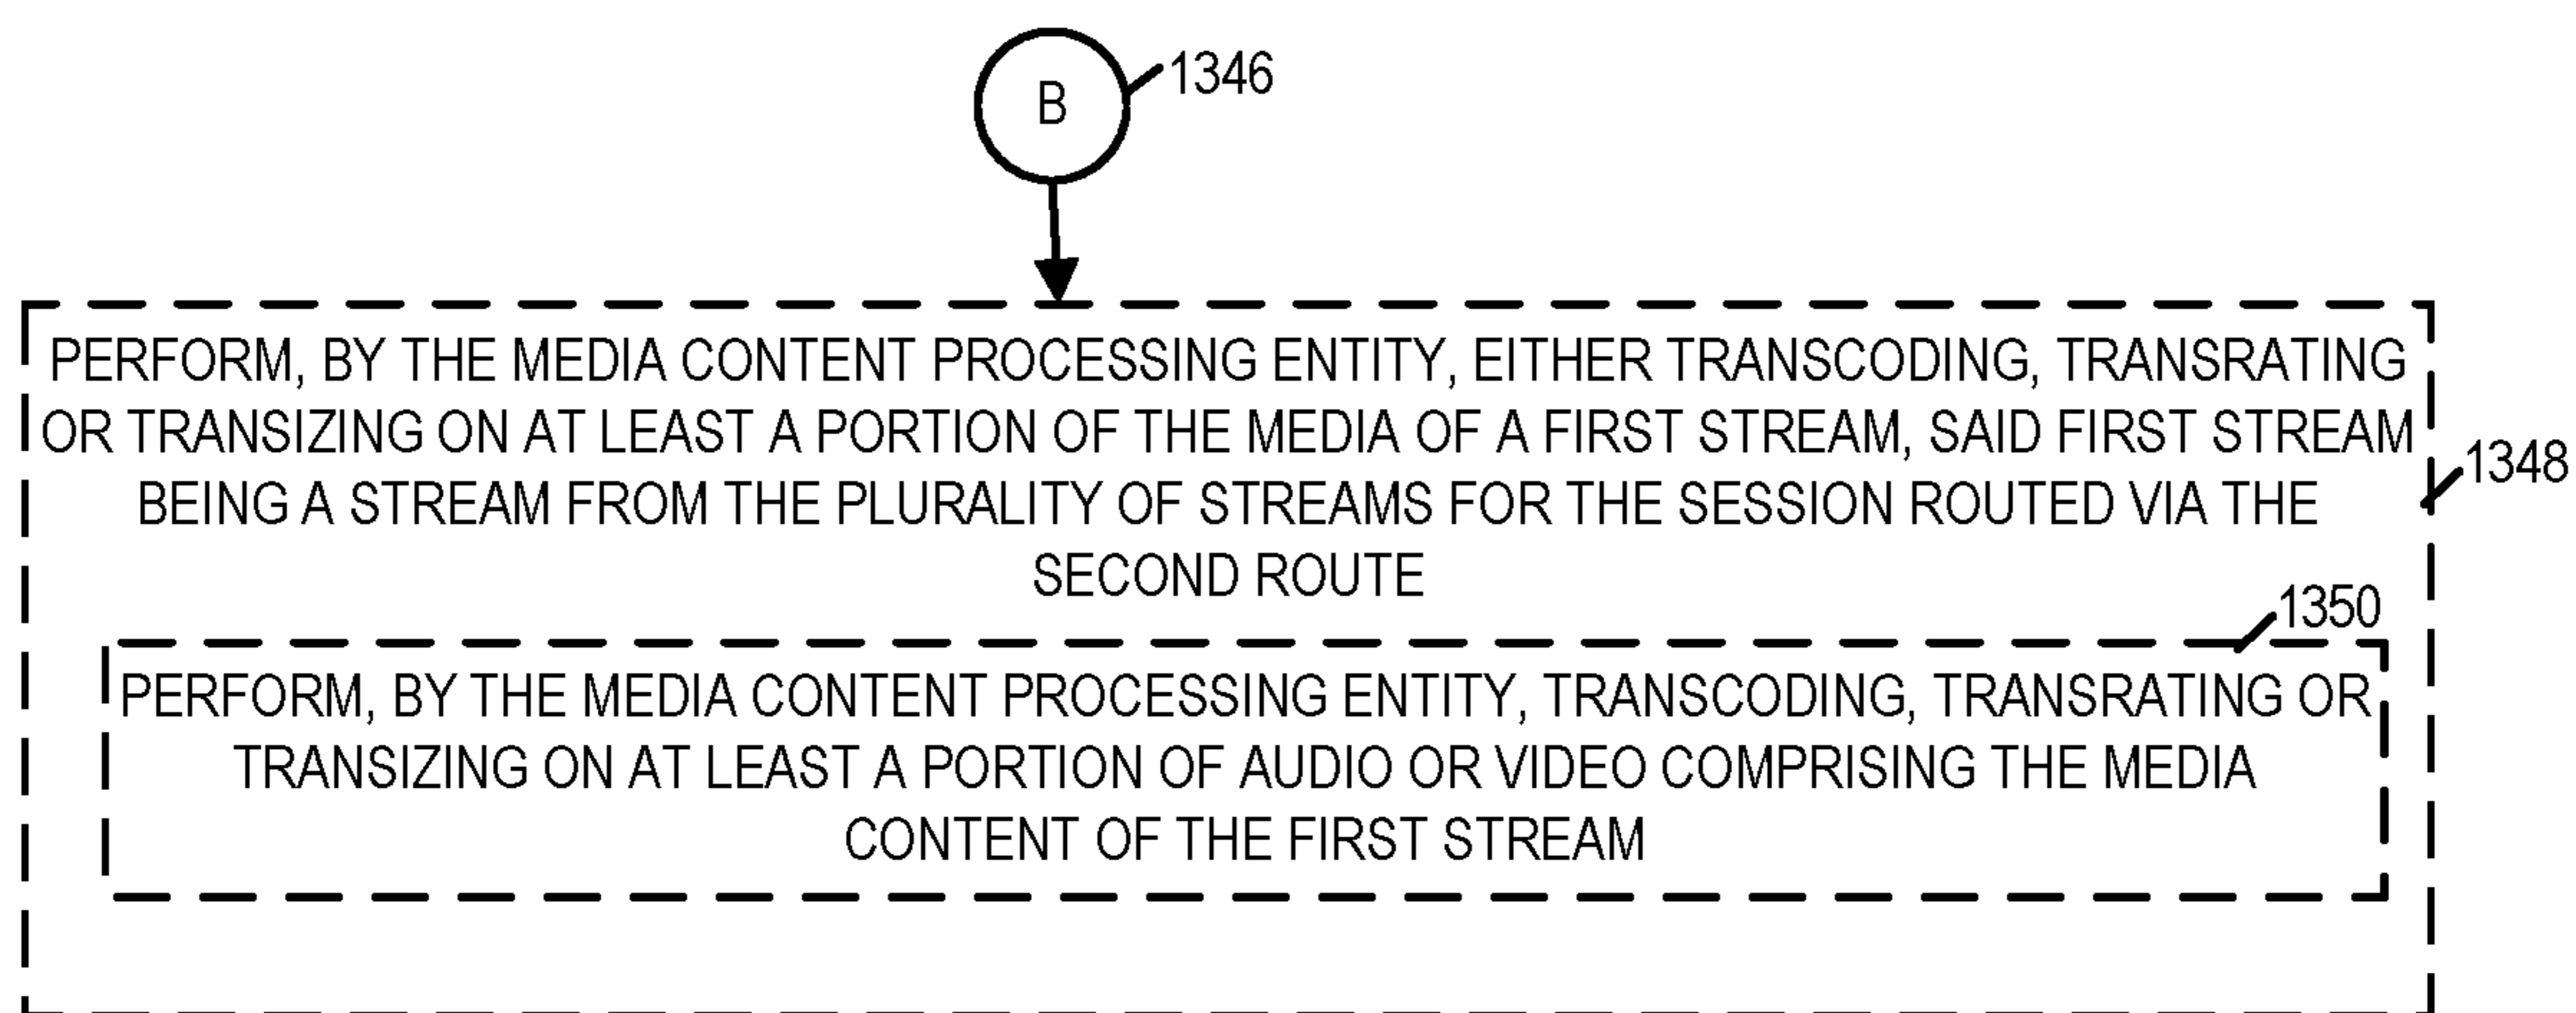 B
1346
PERFORM, BY THE MEDIA CONTENT PROCESSING ENTITY, EITHER TRANSCODING, TRANSRATING
OR TRANSIZING ON AT LEAST A PORTION OF THE MEDIA OF A FIRST STREAM, SAID FIRST STREAM
1348
BEING A STREAM FROM THE PLURALITY OF STREAMS FOR THE SESSION ROUTED VIA THE
SECOND ROUTE
1350
PERFORM, BY THE MEDIA CONTENT PROCESSING ENTITY, TRANSCODING, TRANSRATING OR
TRANSIZING ON AT LEAST A PORTION OF AUDIO OR VIDEO COMPRISING THE MEDIA
CONTENT OF THE FIRST STREAM